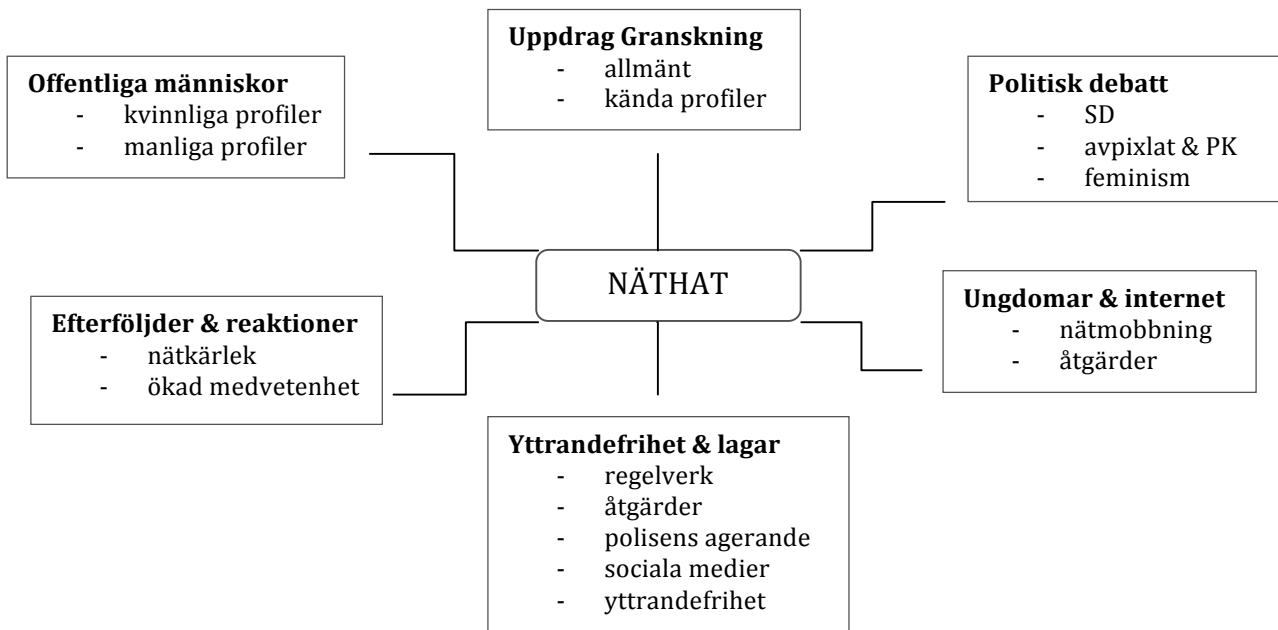 Uppdrag Granskning
- allmänt
- kända profiler
Offentliga människor
- kvinnliga profiler
- manliga profiler
Politisk debatt
- SD
- avpixlat & PK
- feminism
NÄTHAT
Efterföljder & reaktioner
- nätkärlek
- ökad medvetenhet
Ungdomar & internet
- nätmobbning
- åtgärder
Yttrandefrihet & lagar
- regelverk
- åtgärder
- polisens agerande
- sociala medier
- yttrandefrihet